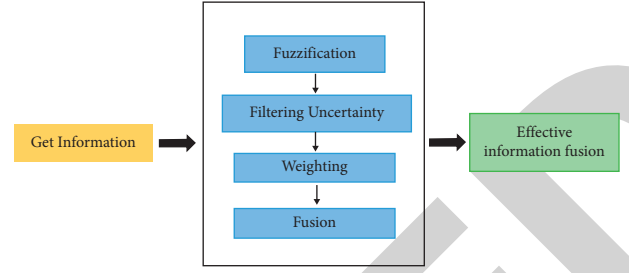 Get Information
Fuzzification
Filtering Uncertainty
Weighting
Fusion
Effective
information fusion